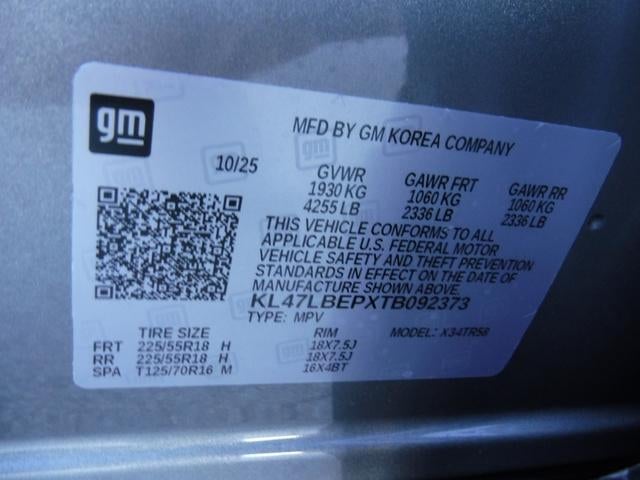 gm
MFD BY GM KOREA COMPANY
10/25
GVWR GAWR FRT GAWR RR
1930 KG 1060 KG 1060 KG
4255 LB 2336 LB 2336 LB
THIS VEHICLE CONFORMS TO ALL
APPLICABLE U.S. FEDERAL MOTOR
VEHICLE SAFETY AND THEFT PREVENTION
STANDARDS IN EFFECT ON THE DATE OF
MANUFACTURE SHOWN ABOVE.
KL47LBEPXTB092373
TYPE: MPV
TIRE SIZE RIM MODEL: X34TR58
FRT 225/55R18 H 18X7.5J
RR 225/55R18 H 18X7.5J
SPA T125/70R16 M 16X4BT